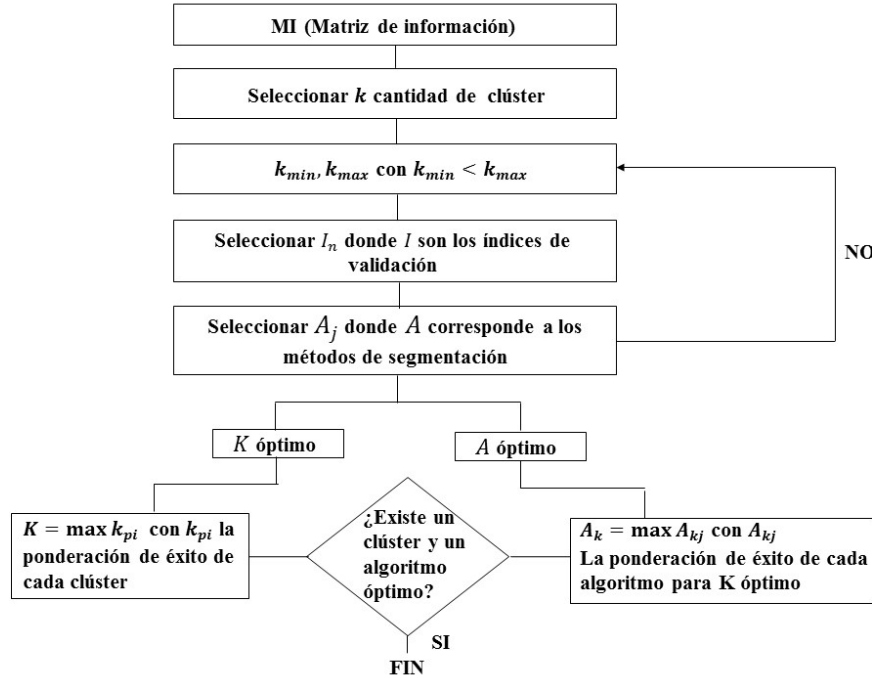 MI (Matriz de información)
Seleccionar k cantidad de clúster
k_min, k_max con k_min < k_max
Seleccionar I_n donde I son los índices de
validación
NO
Seleccionar A_j donde A corresponde a los
métodos de segmentación
K óptimo
A óptimo
K = max k_pi con k_pi la
ponderación de éxito de
cada clúster
¿Existe un
clúster y un
algoritmo
óptimo?
A_k = max A_kj con A_kj
La ponderación de éxito de cada
algoritmo para K óptimo
SI
FIN